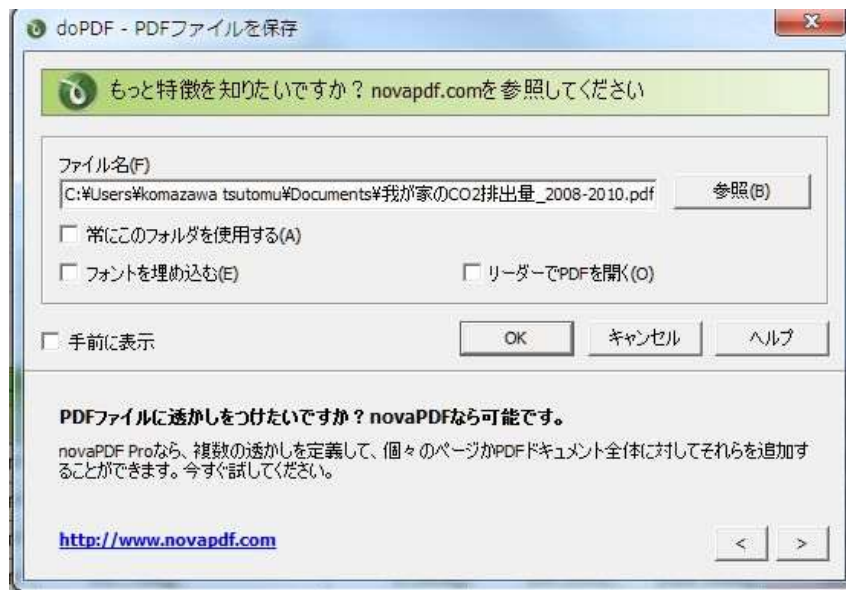 doPDF - PDFファイルを保存
もっと特徴を知りたいですか？novapdf.comを参照してください
ファイル名(F)
C:¥Users¥komazawa tsutomu¥Documents¥我が家のCO2排出量_2008-2010.pdf
参照(B)
常にこのフォルダを使用する(A)
フォントを埋め込む(E)
リーダーでPDFを開く(O)
手前に表示
OK
キャンセル
ヘルプ
PDFファイルに透かしをつけたいですか？novaPDFなら可能です。
novaPDF Proなら、複数の透かしを定義して、個々のページかPDFドキュメント全体に対してそれらを追加す
ることができます。今すぐ試してください。
http://www.novapdf.com
<
>